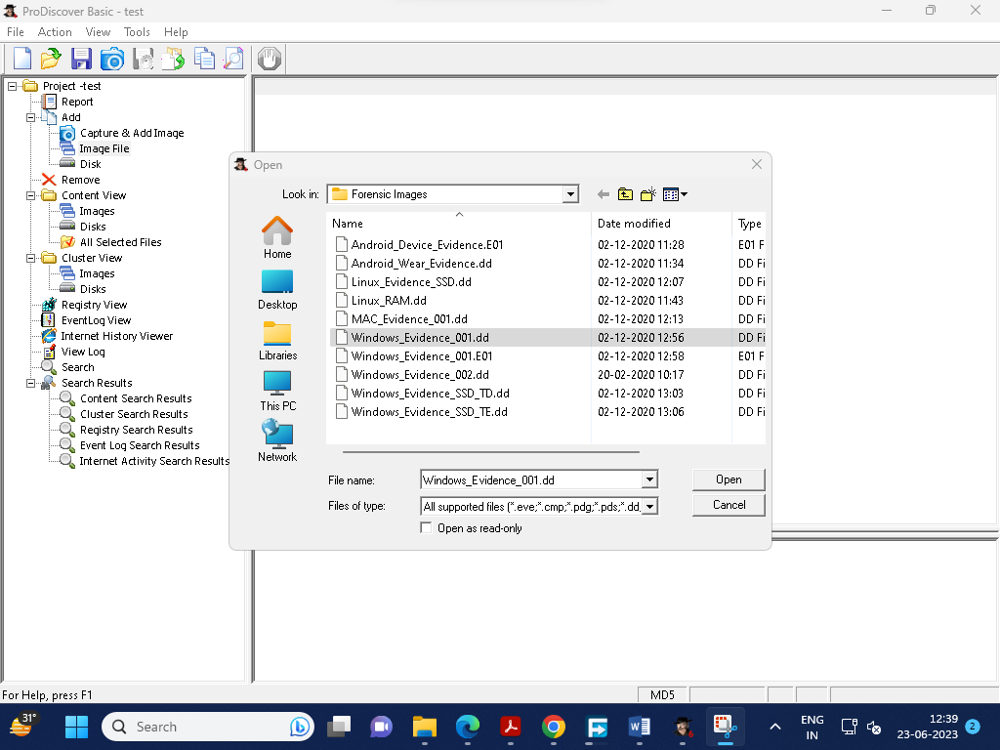 ProDiscover Basic - test
File Action View Tools Help
Project -test
Report
Add
Capture & Add Image
Image File
Disk
Remove
Content View
Images
Disks
All Selected Files
Cluster View
Images
Disks
Registry View
EventLog View
Internet History Viewer
View Log
Search
Search Results
Content Search Results
Cluster Search Results
Registry Search Results
Event Log Search Results
Internet Activity Search Results
Open
Look in: Forensic Images
Home
Desktop
Libraries
This PC
Network
Name Date modified Type
Android_Device_Evidence.E01 02-12-2020 11:28 E01 F
Android_Wear_Evidence.dd 02-12-2020 11:34 DD Fi
Linux_Evidence_SSD.dd 02-12-2020 12:07 DD Fi
Linux_RAM.dd 02-12-2020 11:43 DD Fi
MAC_Evidence_001.dd 02-12-2020 12:13 DD Fi
Windows_Evidence_001.dd 02-12-2020 12:56 DD Fi
Windows_Evidence_001.E01 02-12-2020 12:58 E01 F
Windows_Evidence_002.dd 20-02-2020 10:17 DD Fi
Windows_Evidence_SSD_TD.dd 02-12-2020 13:03 DD Fi
Windows_Evidence_SSD_TE.dd 02-12-2020 13:06 DD Fi
File name: Windows_Evidence_001.dd Open
Files of type: All supported files (*.eve;*.cmp;*.pdg;*.pds;*.dd, Cancel
Open as read-only
For Help, press F1 MD5
31°
Search
ENG
IN
12:39
23-06-2023
2